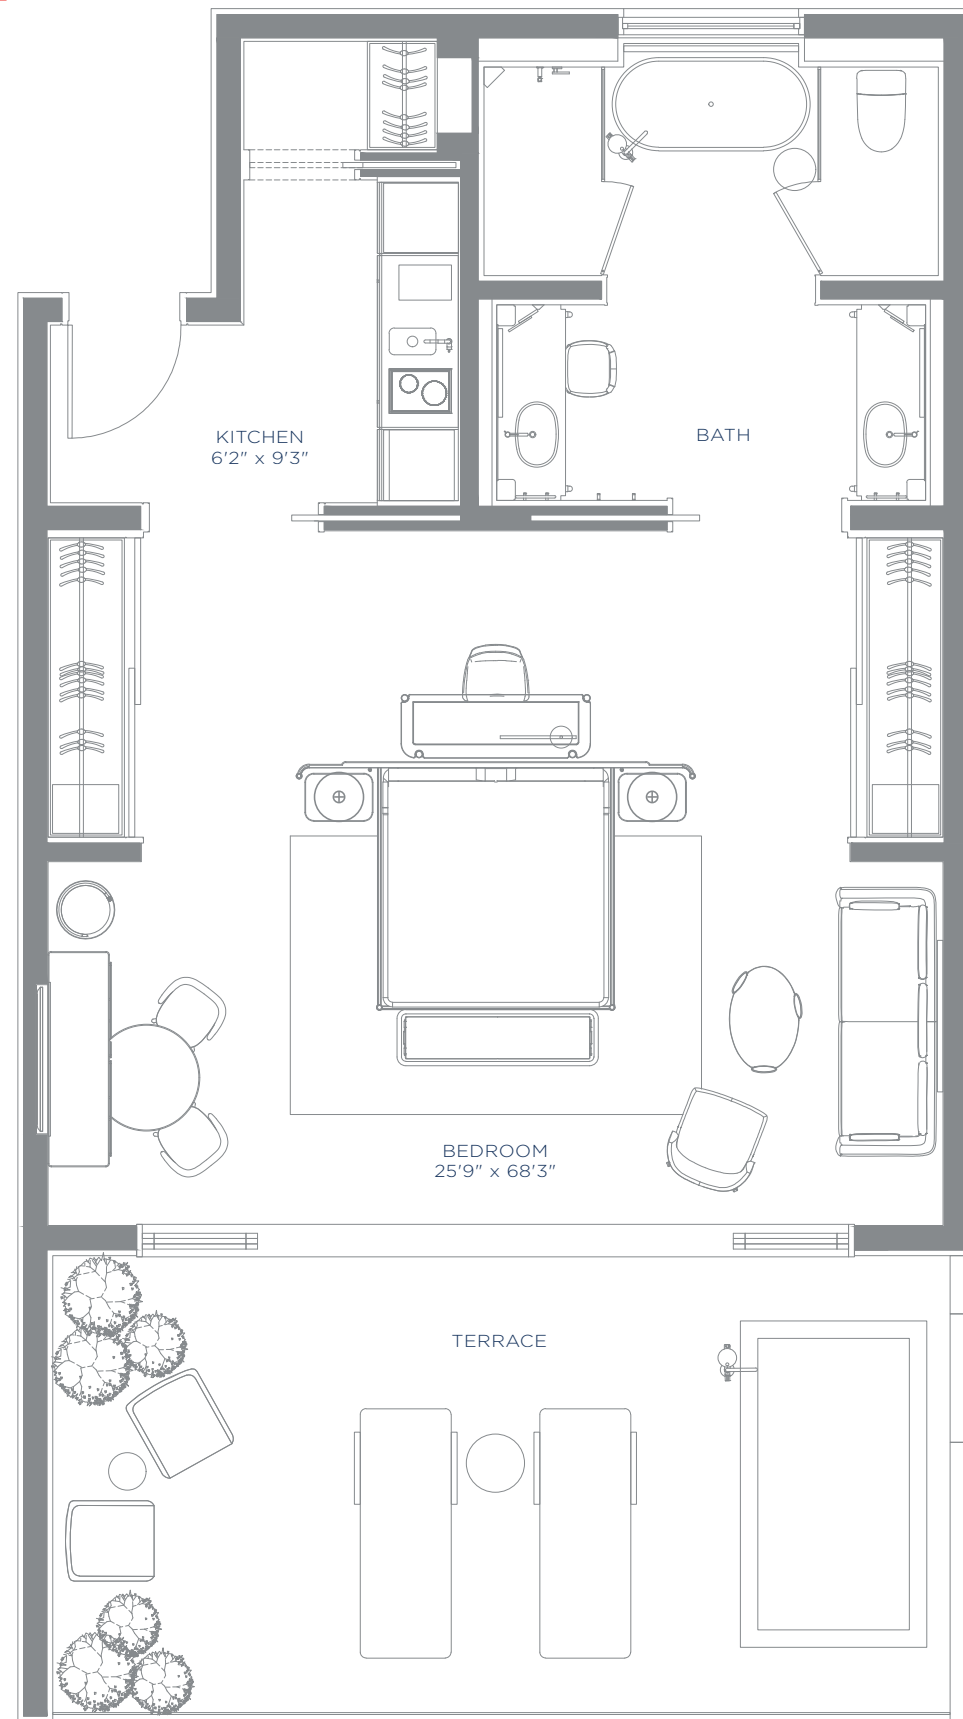 KITCHEN
6'2" x 9'3"
BATH
BEDROOM
25'9" x 68'3"
TERRACE